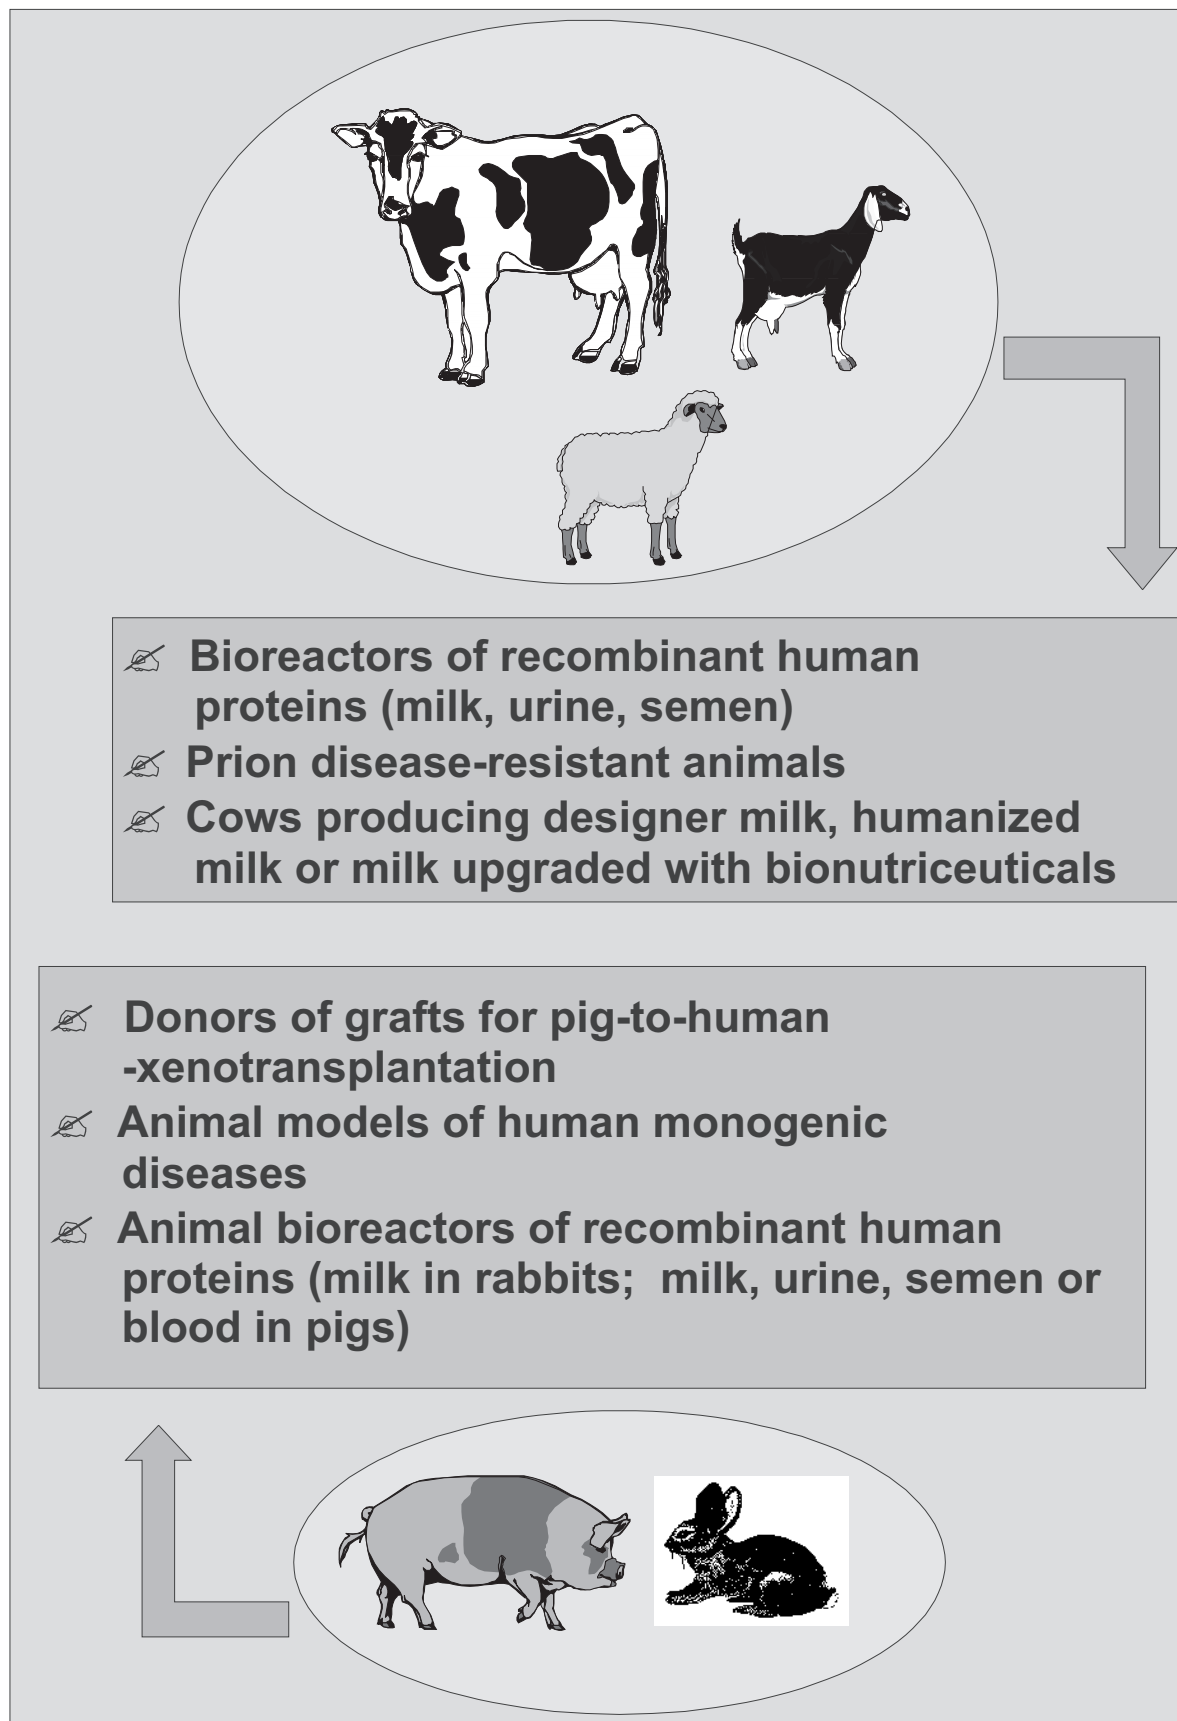 Bioreactors of recombinant human
proteins (milk, urine, semen)
Prion disease-resistant animals
Cows producing designer milk, humanized
milk or milk upgraded with bionutriceuticals
Donors of grafts for pig-to-human
-xenotransplantation
Animal models of human monogenic
diseases
Animal bioreactors of recombinant human
proteins (milk in rabbits; milk, urine, semen or
blood in pigs)